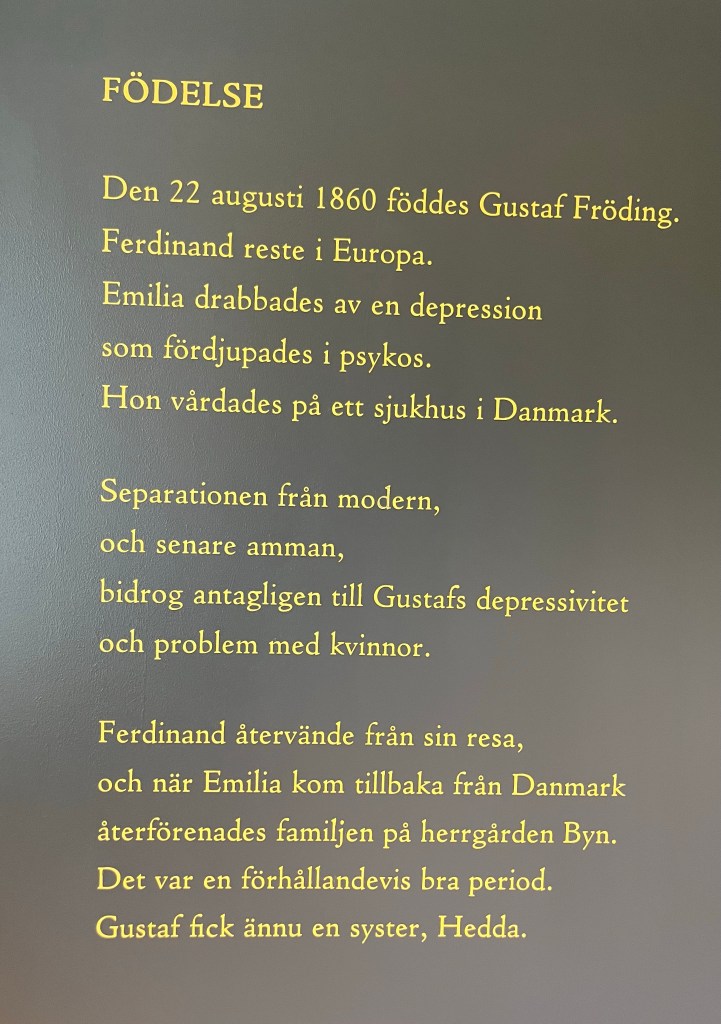 FÖDELSE
Den 22 augusti 1860 föddes Gustaf Fröding.
Ferdinand reste i Europa.
Emilia drabbades av en depression
som fördjupades i psykos.
Hon vårdades på ett sjukhus i Danmark.
Separationen från modern,
och senare amman,
bidrog antagligen till Gustafs depressivitet
och problem med kvinnor.
Ferdinand återvände från sin resa,
och när Emilia kom tillbaka från Danmark
återförenades familjen på herrgården Byn.
Det var en förhållandevis bra period.
Gustaf fick ännu en syster, Hedda.